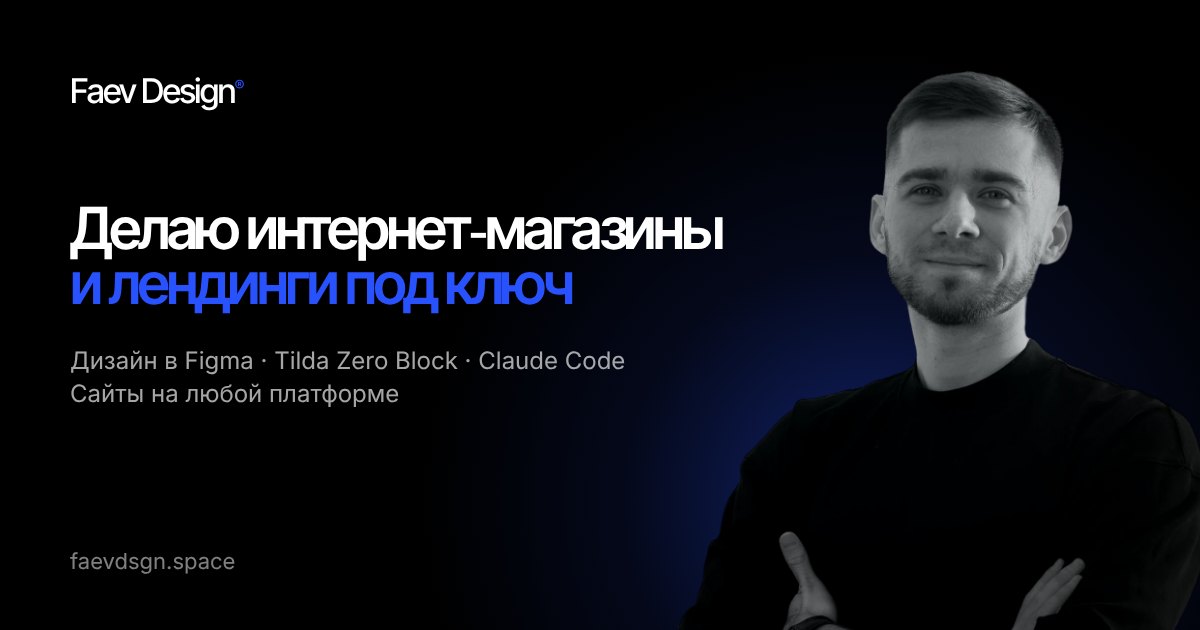 Faev Design®
Делаю интернет-магазины
и лендинги под ключ
Дизайн в Figma · Tilda Zero Block · Claude Code
Сайты на любой платформе
faevdsgn.space